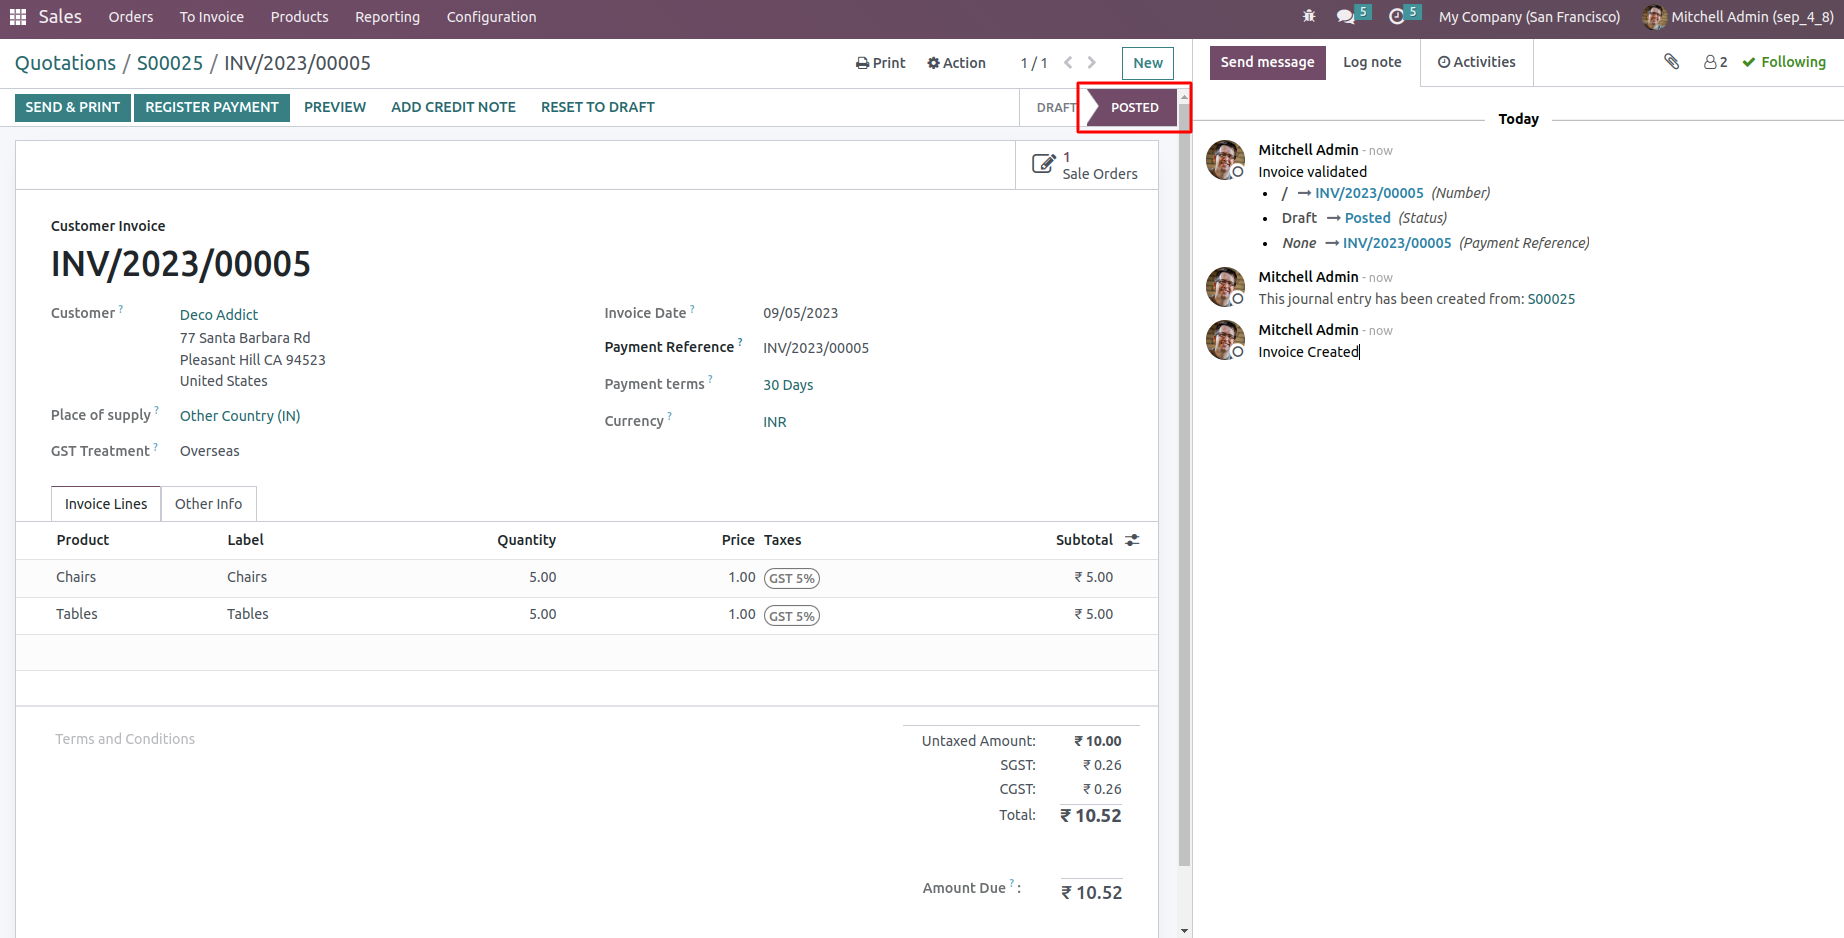 Sales Orders To Invoice Products Reporting Configuration 5 5 My Company (San Francisco) Mitchell Admin (sep_4_8)
Quotations / S00025 / INV/2023/00005 Print Action 1 / 1 New
SEND & PRINT REGISTER PAYMENT PREVIEW ADD CREDIT NOTE RESET TO DRAFT DRAFT POSTED
1
Sale Orders
Customer Invoice
INV/2023/00005
Customer ? Deco Addict
77 Santa Barbara Rd
Pleasant Hill CA 94523
United States
Place of supply ? Other Country (IN)
GST Treatment ? Overseas
Invoice Date ? 09/05/2023
Payment Reference ? INV/2023/00005
Payment terms ? 30 Days
Currency ? INR
Invoice Lines Other Info
Product Label Quantity Price Taxes Subtotal
Chairs Chairs 5.00 1.00 GST 5% ₹ 5.00
Tables Tables 5.00 1.00 GST 5% ₹ 5.00
Terms and Conditions
Untaxed Amount: ₹ 10.00
SGST: ₹ 0.26
CGST: ₹ 0.26
Total: ₹ 10.52
Amount Due ? : ₹ 10.52
Send message Log note Activities 2 Following
Today
Mitchell Admin - now
Invoice validated
• / → INV/2023/00005 (Number)
• Draft → Posted (Status)
• None → INV/2023/00005 (Payment Reference)
Mitchell Admin - now
This journal entry has been created from: S00025
Mitchell Admin - now
Invoice Created